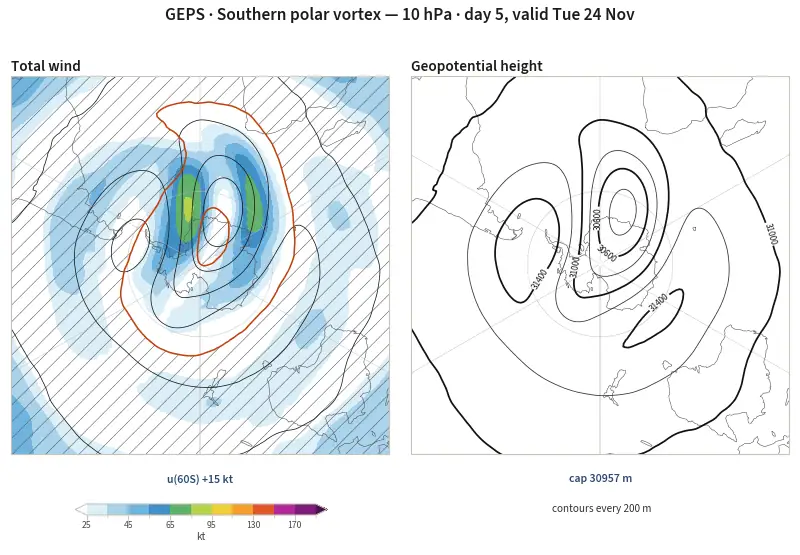 GEPS · Southern polar vortex — 10 hPa · day 5, valid Tue 24 Nov
Total wind
Geopotential height
30800
30600
31000
31000
31400
31400
u(60S) +15 kt
cap 30957 m
contours every 200 m
25 45 65 95 130 170
kt